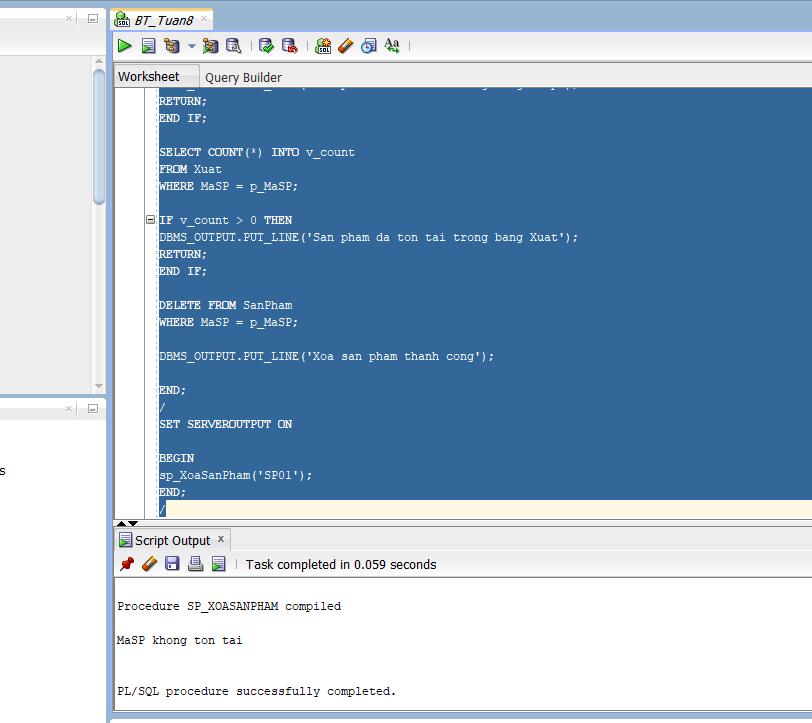 BT_Tuan8
Worksheet Query Builder
RETURN;
END IF;
SELECT COUNT(*) INTO v_count
FROM Xuat
WHERE MaSP = p_MaSP;
IF v_count > 0 THEN
DBMS_OUTPUT.PUT_LINE('San pham da ton tai trong bang Xuat');
RETURN;
END IF;
DELETE FROM SanPham
WHERE MaSP = p_MaSP;
DBMS_OUTPUT.PUT_LINE('Xoa san pham thanh cong');
END;
/
SET SERVEROUTPUT ON
BEGIN
sp_XoaSanPham('SP01');
END;
/
s
Script Output
Task completed in 0.059 seconds
Procedure SP_XOASANPHAM compiled
MaSP khong ton tai
PL/SQL procedure successfully completed.